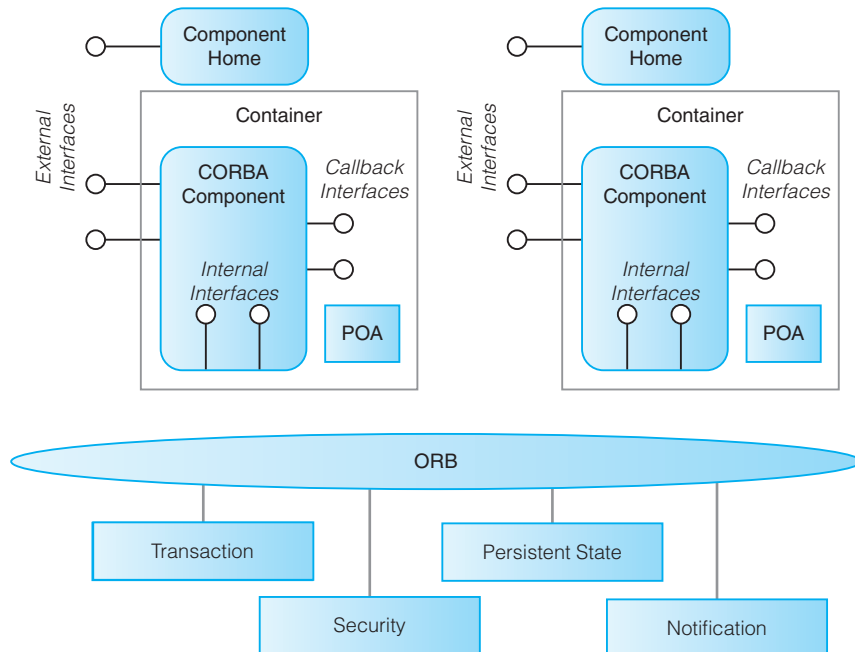 Component
Home
Container
External
Interfaces
CORBA
Component
Callback
Interfaces
Internal
Interfaces
POA
Component
Home
Container
External
Interfaces
CORBA
Component
Callback
Interfaces
Internal
Interfaces
POA
ORB
Transaction
Persistent State
Security
Notification